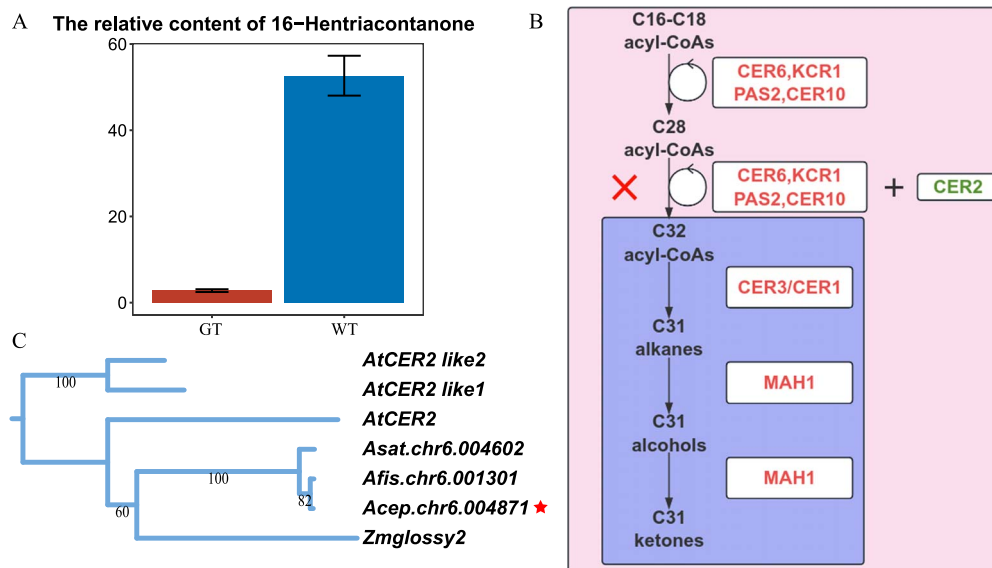 A
The relative content of 16−Hentriacontanone
60
40
20
0
GT
WT
B
C16-C18
acyl-CoAs
CER6,KCR1
PAS2,CER10
C28
acyl-CoAs
CER6,KCR1
PAS2,CER10
+
CER2
C32
acyl-CoAs
CER3/CER1
C31
alkanes
MAH1
C31
alcohols
MAH1
C31
ketones
C
AtCER2 like2
100
AtCER2 like1
AtCER2
Asat.chr6.004602
100
Afis.chr6.001301
82
Acep.chr6.004871
60
Zmglossy2